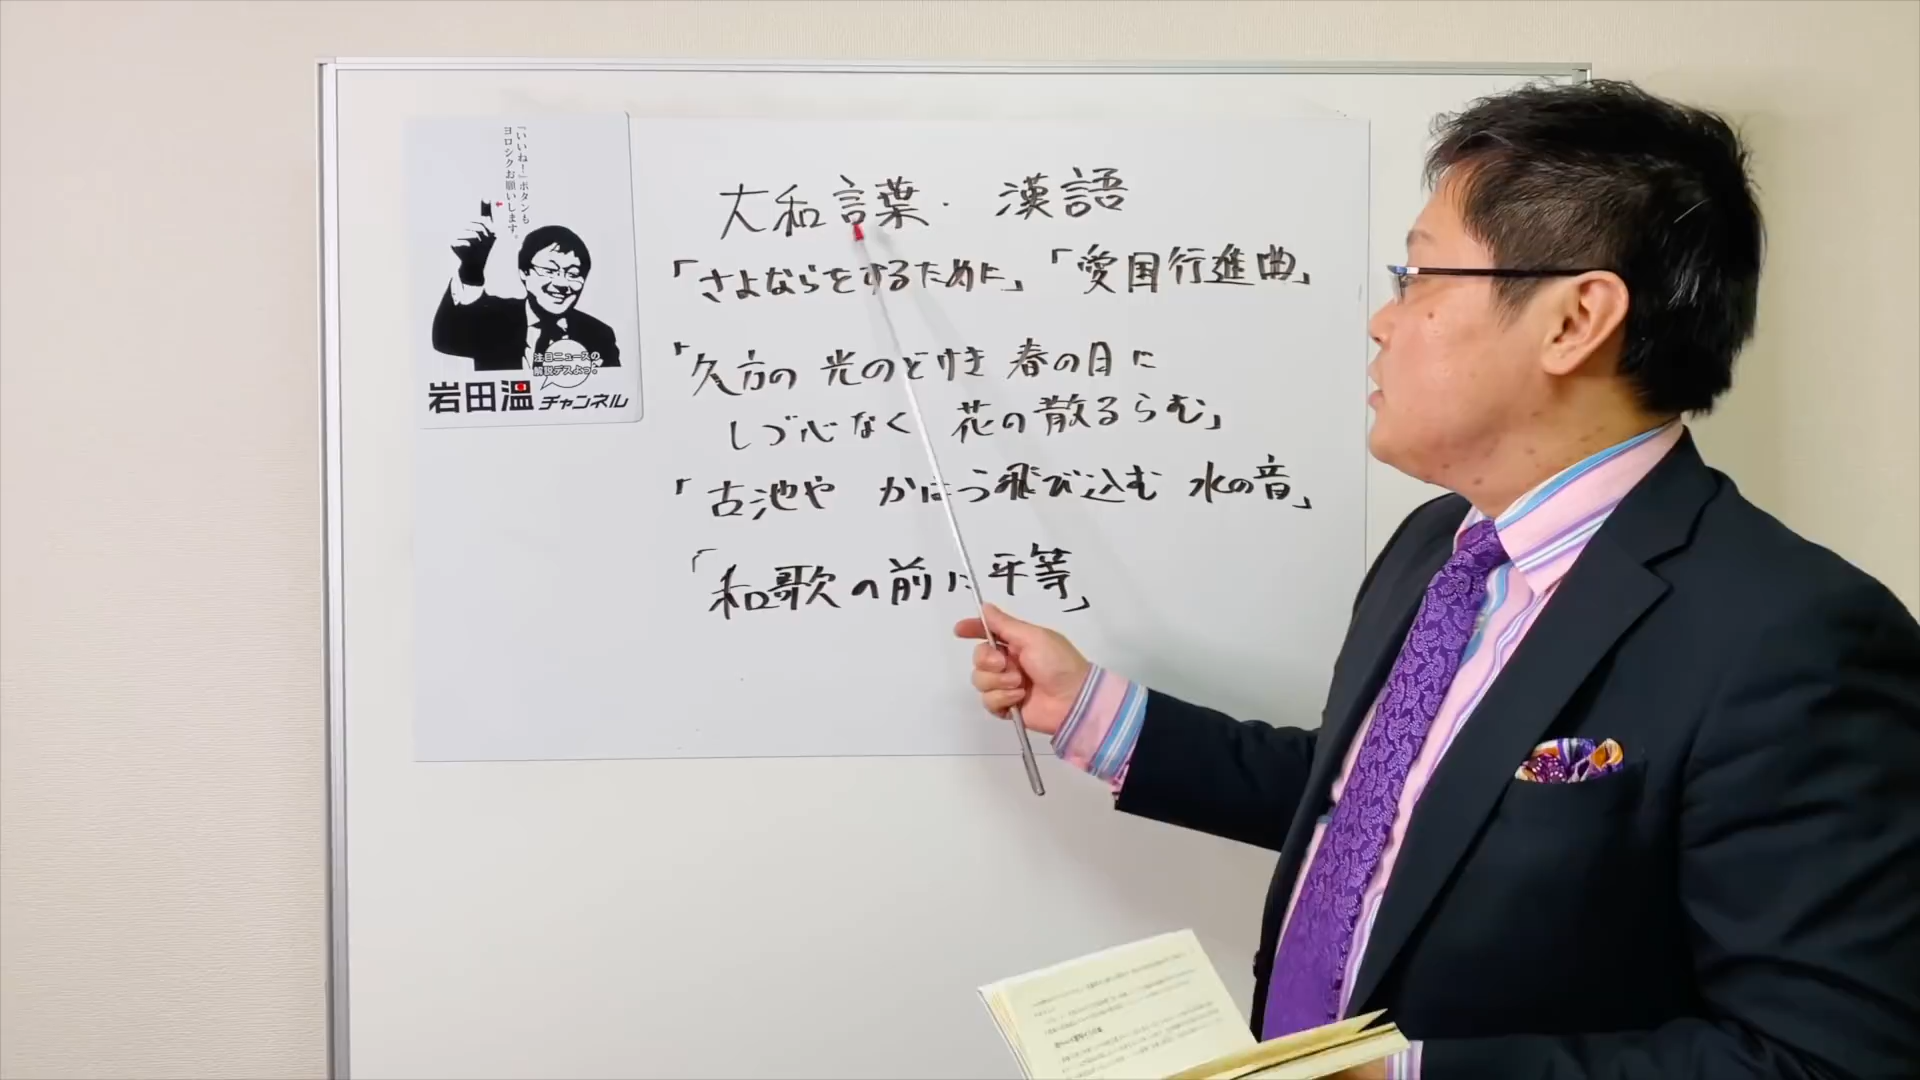 「いいね!」ボタンも
ヨロシクお願いします。
注目ニュースの
解説デスよっ。
岩田温チャンネル
大和言葉・漢語
「さよならをするために」「愛国行進曲」
「久方の 光のどけき 春の日に
しづ心なく 花の散るらむ」
「古池や かはづ飛び込む 水の音」
「和歌の前に平等」